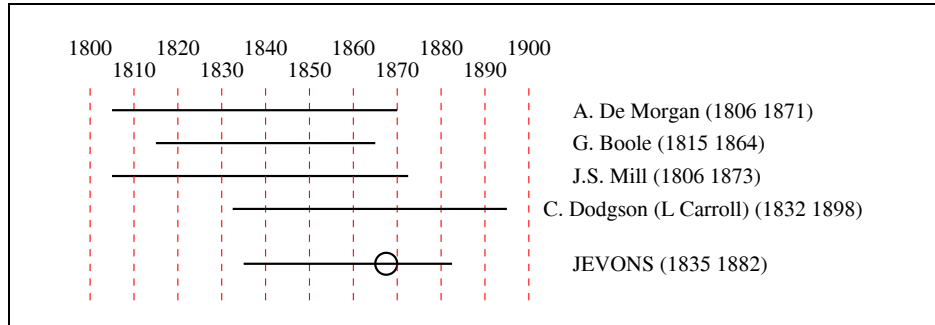 1800 1820 1840 1860 1880 1900
1810 1830 1850 1870 1890
A. De Morgan (1806 1871)
G. Boole (1815 1864)
J.S. Mill (1806 1873)
C. Dodgson (L Carroll) (1832 1898)
JEVONS (1835 1882)